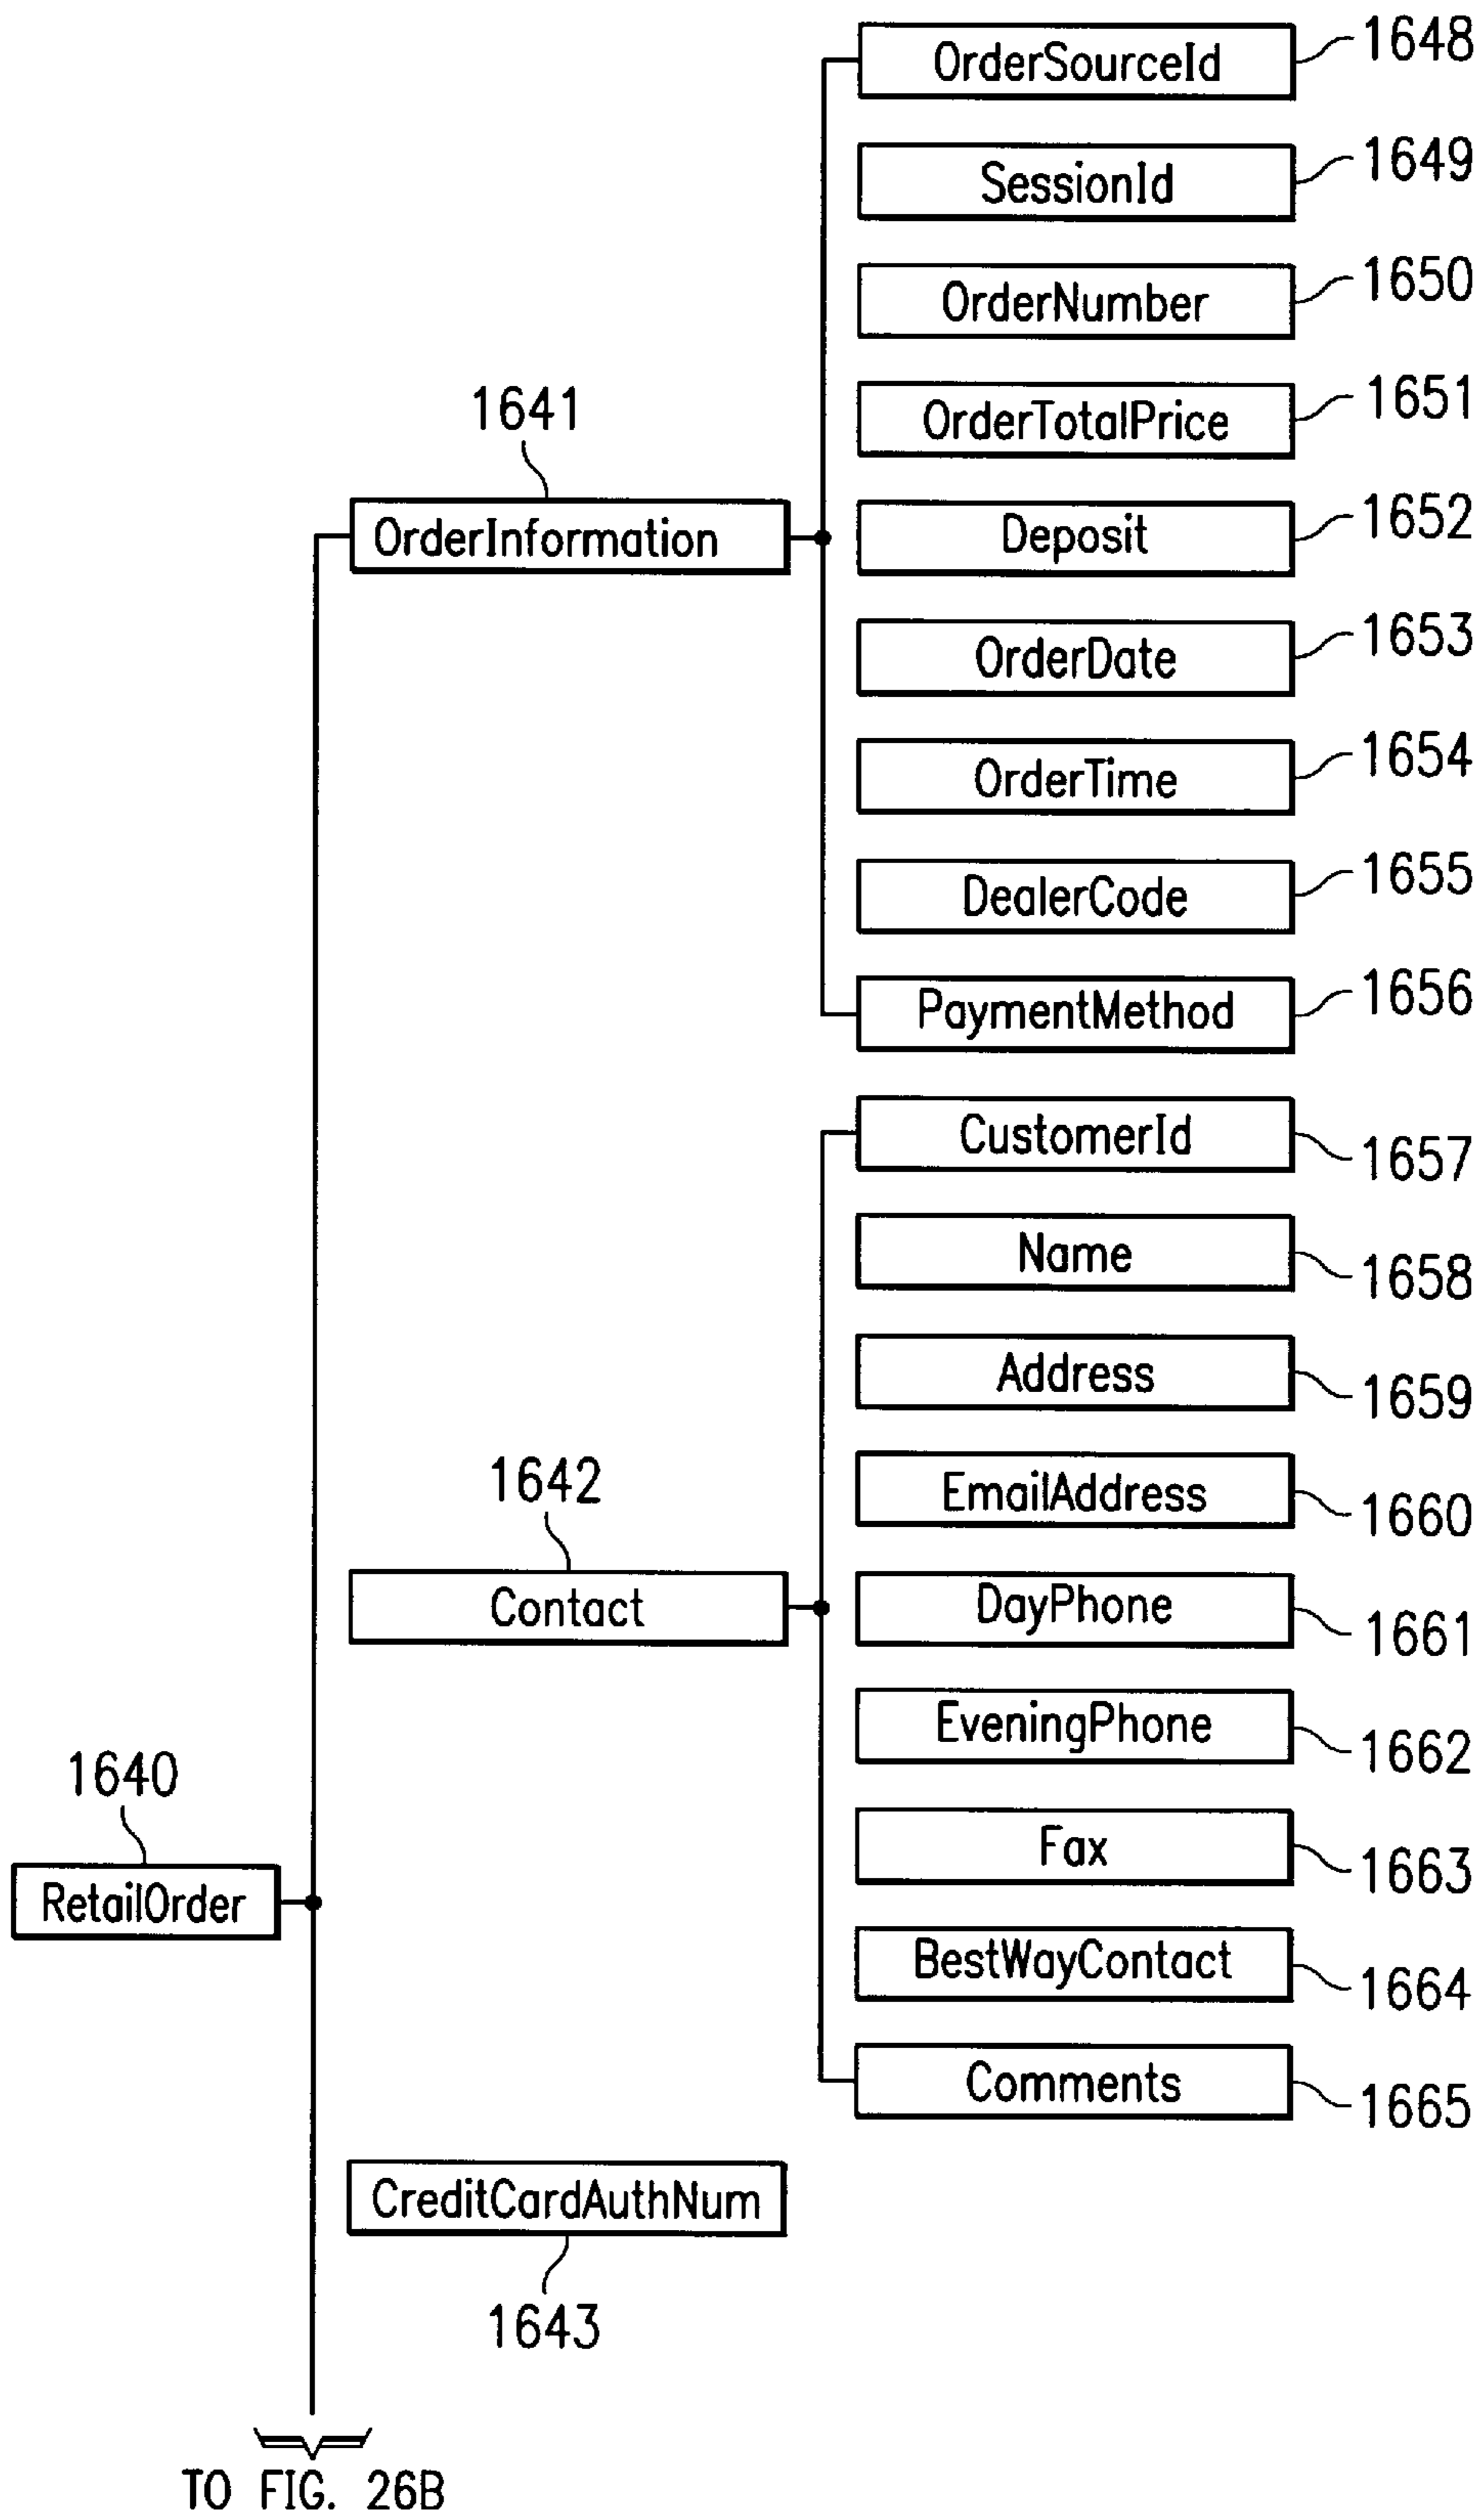 OrderSourceId 1648
SessionId 1649
OrderNumber 1650
OrderTotalPrice 1651
1641
OrderInformation
Deposit 1652
OrderDate 1653
OrderTime 1654
DealerCode 1655
PaymentMethod 1656
CustomerId 1657
Name 1658
Address 1659
EmailAddress 1660
1642
Contact
DayPhone 1661
EveningPhone 1662
1640
RetailOrder
Fax 1663
BestWayContact 1664
Comments 1665
CreditCardAuthNum
1643
TO FIG. 26B